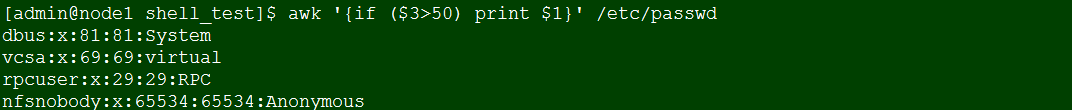 [admin@node1 shell_test]$ awk '{if ($3>50) print $1}' /etc/passwd
dbus:x:81:81:System
vcsa:x:69:69:virtual
rpcuser:x:29:29:RPC
nfsnobody:x:65534:65534:Anonymous